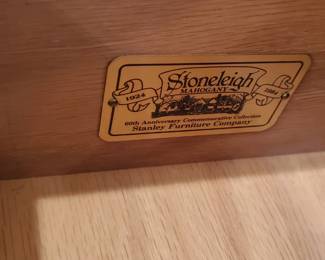 Stoneleigh
MAHOGANY
1924
1984
60th Anniversary Commemorative Collection
Stanley Furniture Company